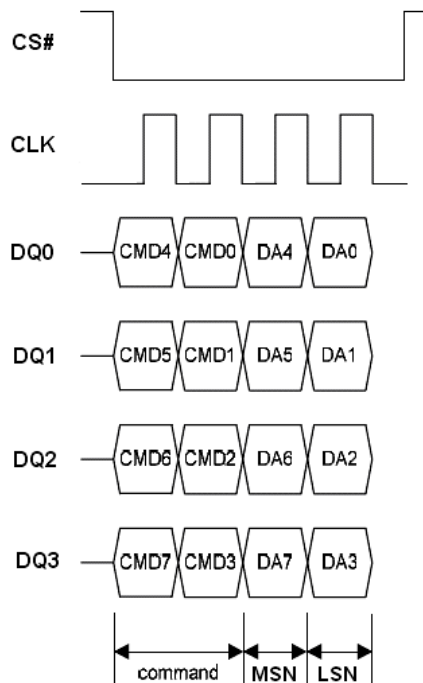 CS#
CLK
DQ0 CMD4 CMD0 DA4 DA0
DQ1 CMD5 CMD1 DA5 DA1
DQ2 CMD6 CMD2 DA6 DA2
DQ3 CMD7 CMD3 DA7 DA3
command MSN LSN